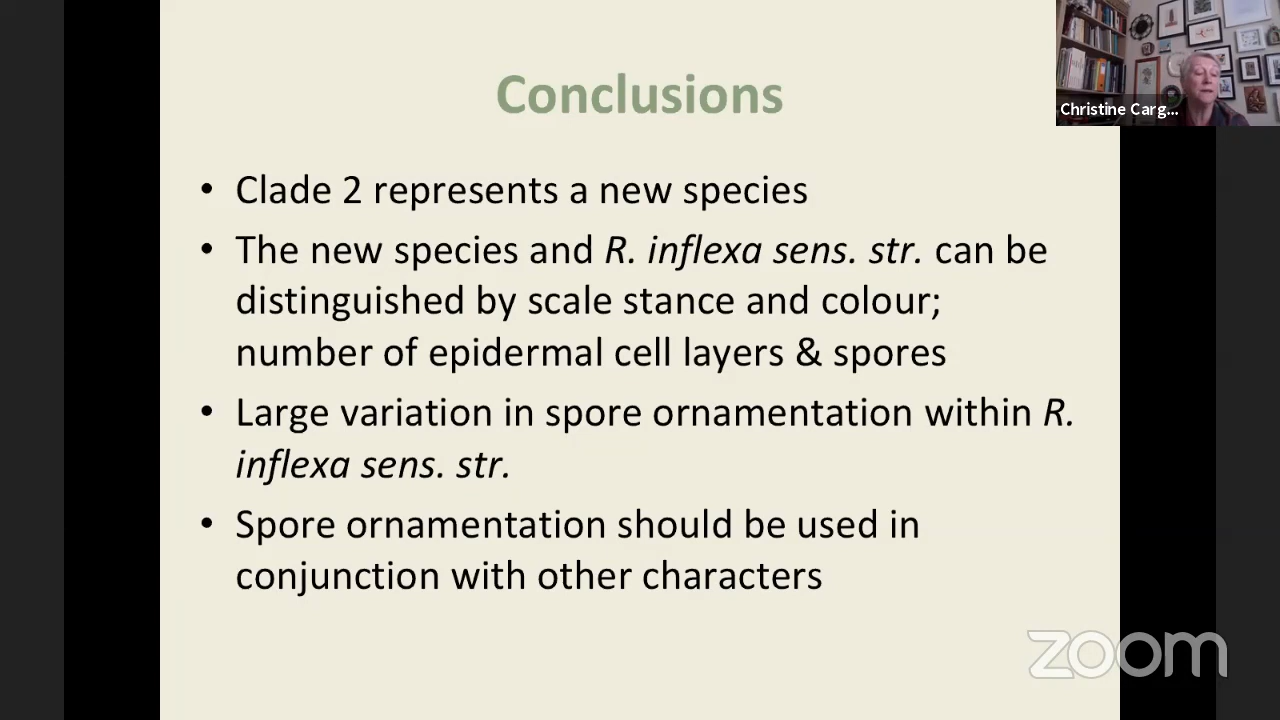 Conclusions
Christine Carg...
• Clade 2 represents a new species
• The new species and R. inflexa sens. str. can be
distinguished by scale stance and colour;
number of epidermal cell layers & spores
• Large variation in spore ornamentation within R.
inflexa sens. str.
• Spore ornamentation should be used in
conjunction with other characters
zoom